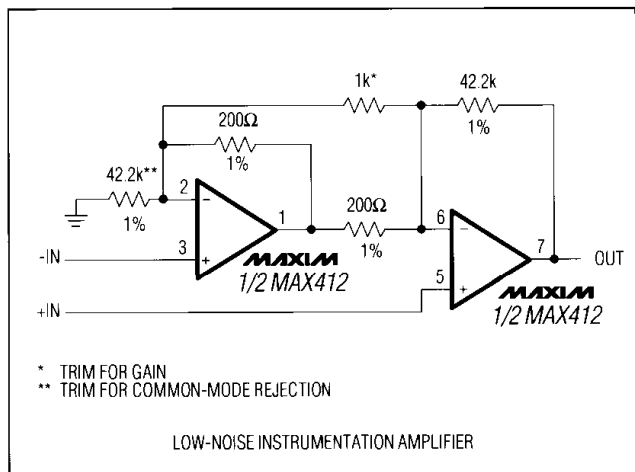 1k*
42.2k
1%
200Ω
1%
42.2k**
1%
2
-
3
+
1
200Ω
1%
6
-
5
+
7
OUT
-IN
+IN
MAXIM
1/2 MAX412
MAXIM
1/2 MAX412
* TRIM FOR GAIN
** TRIM FOR COMMON-MODE REJECTION
LOW-NOISE INSTRUMENTATION AMPLIFIER